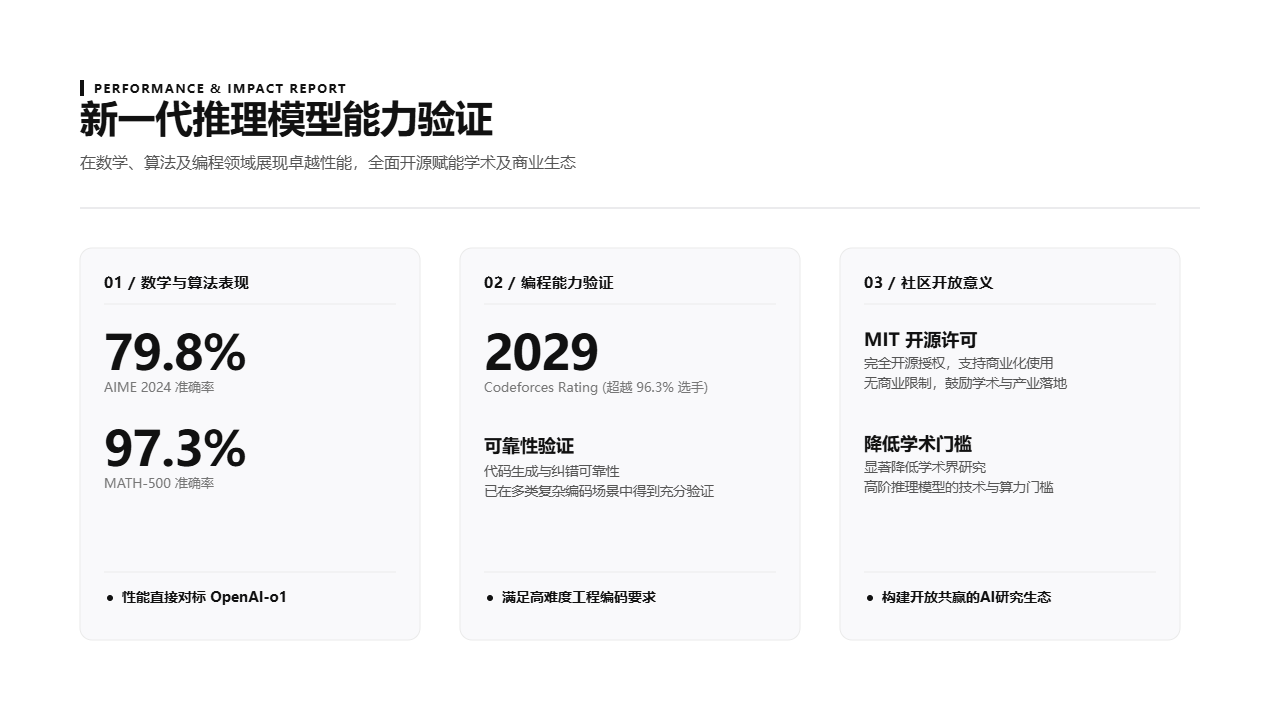 PERFORMANCE & IMPACT REPORT
新一代推理模型能力验证
在数学、算法及编程领域展现卓越性能，全面开源赋能学术及商业生态
01 / 数学与算法表现
79.8%
AIME 2024 准确率
97.3%
MATH-500 准确率
• 性能直接对标 OpenAI-o1
02 / 编程能力验证
2029
Codeforces Rating (超越 96.3% 选手)
可靠性验证
代码生成与纠错可靠性
已在多类复杂编码场景中得到充分验证
• 满足高难度工程编码要求
03 / 社区开放意义
MIT 开源许可
完全开源授权，支持商业化使用
无商业限制，鼓励学术与产业落地
降低学术门槛
显著降低学术界研究
高阶推理模型的技术与算力门槛
• 构建开放共赢的AI研究生态